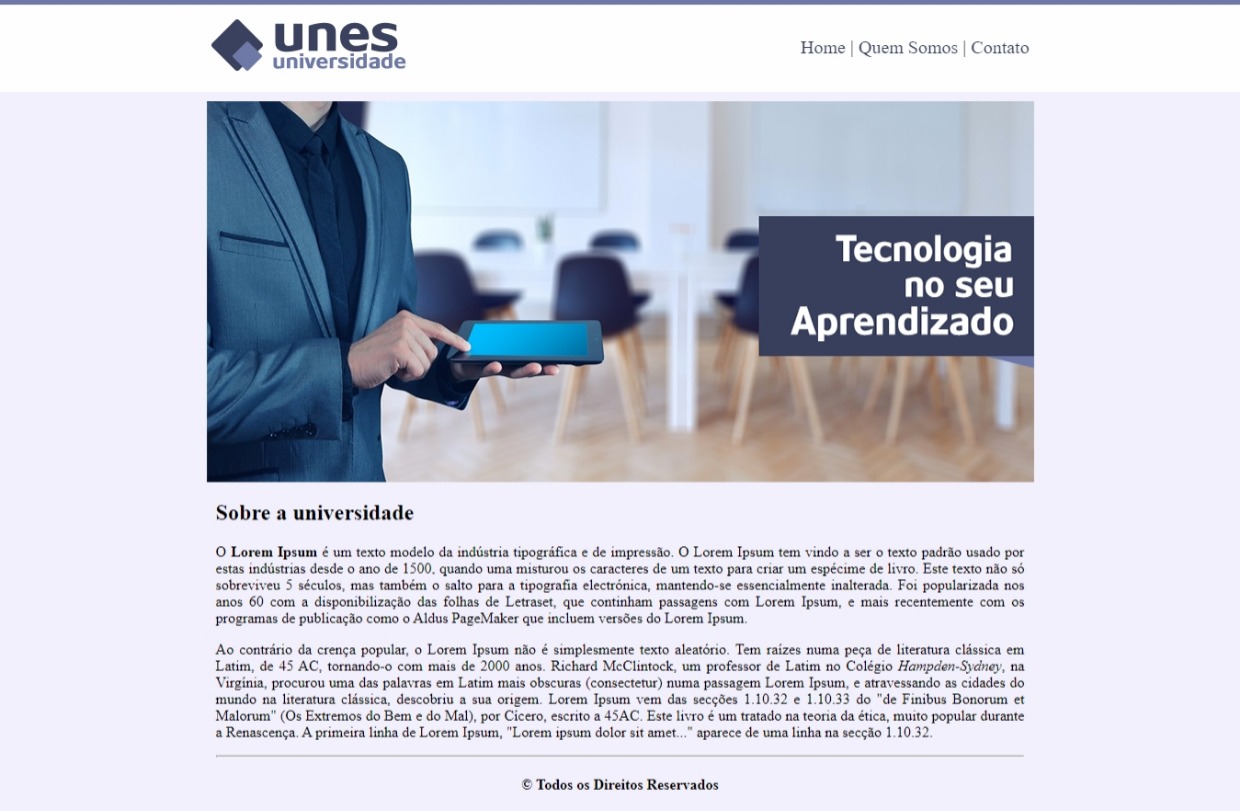 unes
universidade
Home | Quem Somos | Contato
Tecnologia
no seu
Aprendizado
Sobre a universidade
O Lorem Ipsum é um texto modelo da indústria tipográfica e de impressão. O Lorem Ipsum tem vindo a ser o texto padrão usado por
estas indústrias desde o ano de 1500, quando uma misturou os caracteres de um texto para criar um espécime de livro. Este texto não só
sobreviveu 5 séculos, mas também o salto para a tipografia electrónica, mantendo-se essencialmente inalterada. Foi popularizada nos
anos 60 com a disponibilização das folhas de Letraset, que continham passagens com Lorem Ipsum, e mais recentemente com os
programas de publicação como o Aldus PageMaker que incluem versões do Lorem Ipsum.
Ao contrário da crença popular, o Lorem Ipsum não é simplesmente texto aleatório. Tem raízes numa peça de literatura clássica em
Latim, de 45 AC, tornando-o com mais de 2000 anos. Richard McClintock, um professor de Latim no Colégio Hampden-Sydney, na
Virgínia, procurou uma das palavras em Latim mais obscuras (consectetur) numa passagem Lorem Ipsum, e atravessando as cidades do
mundo na literatura clássica, descobriu a sua origem. Lorem Ipsum vem das secções 1.10.32 e 1.10.33 do "de Finibus Bonorum et
Malorum" (Os Extremos do Bem e do Mal), por Cicero, escrito a 45AC. Este livro é um tratado na teoria da ética, muito popular durante
a Renascença. A primeira linha de Lorem Ipsum, "Lorem ipsum dolor sit amet..." aparece de uma linha na secção 1.10.32.
© Todos os Direitos Reservados